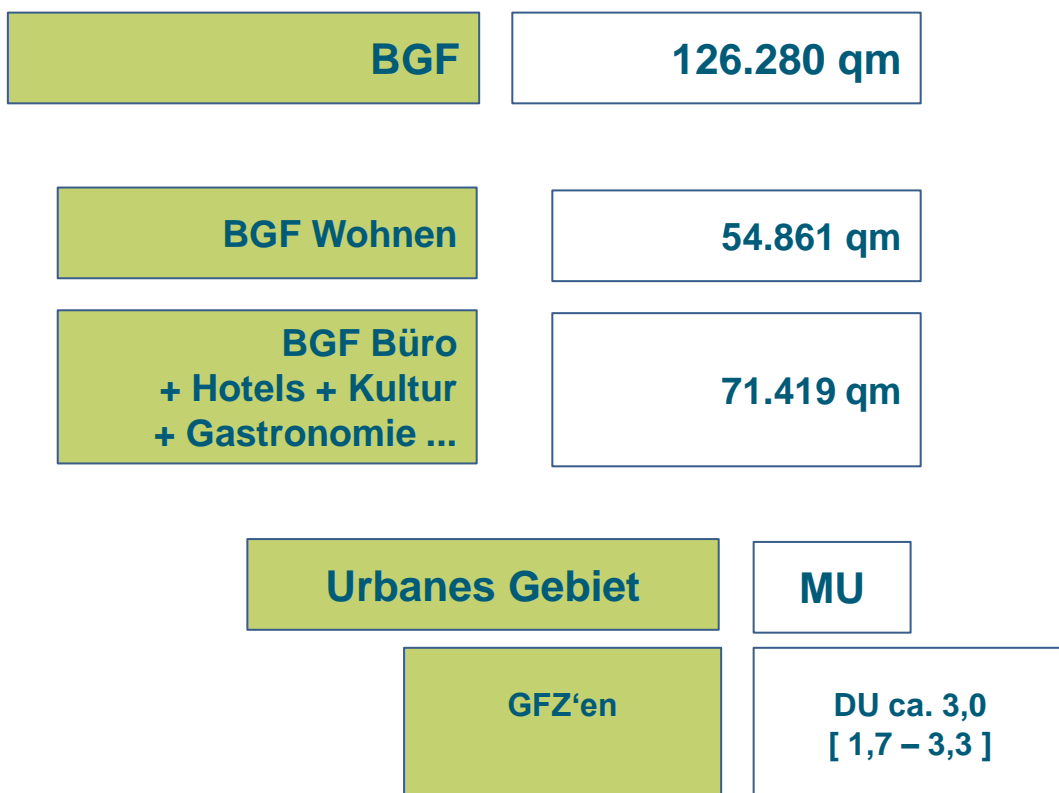 BGF
126.280 qm
BGF Wohnen
54.861 qm
BGF Büro
+ Hotels + Kultur
+ Gastronomie ...
71.419 qm
Urbanes Gebiet
MU
GFZ‘en
DU ca. 3,0
[ 1,7 – 3,3 ]